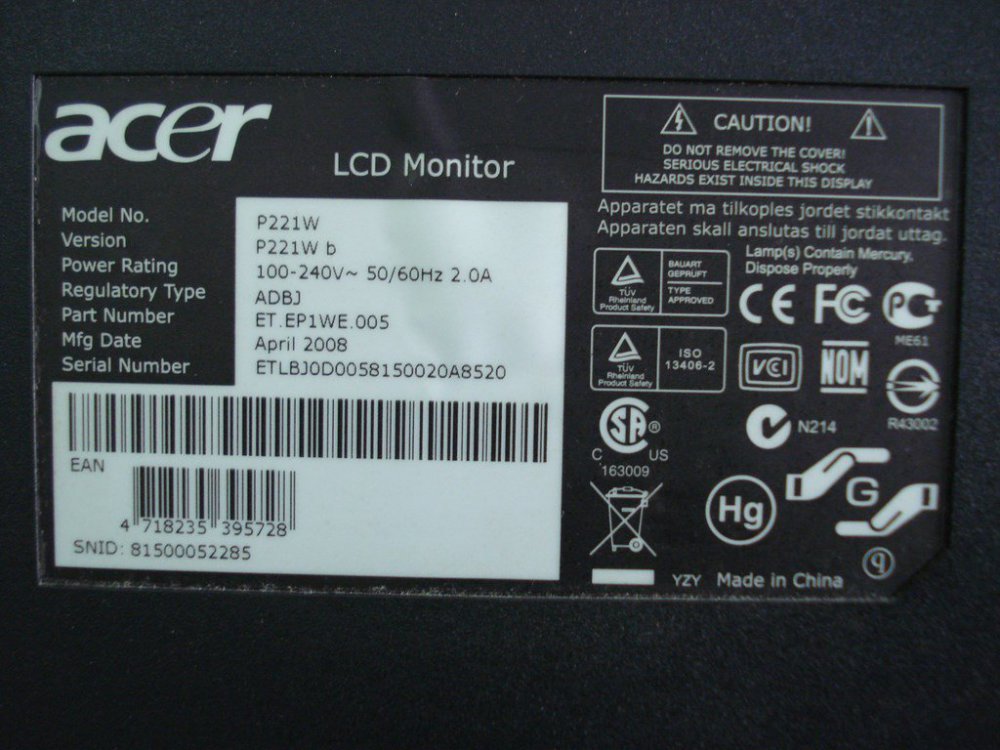 acer
LCD Monitor
Model No. P221W
Version P221W b
Power Rating 100-240V~ 50/60Hz 2.0A
Regulatory Type ADBJ
Part Number ET.EP1WE.005
Mfg Date April 2008
Serial Number ETLBJ0D0058150020A8520
EAN
4 718235 395728
SNID: 81500052285
CAUTION!
DO NOT REMOVE THE COVER!
SERIOUS ELECTRICAL SHOCK
HAZARDS EXIST INSIDE THIS DISPLAY
Apparatet ma tilkoples jordet stikkontakt
Apparaten skall anslutas till jordat uttag.
Lamp(s) Contain Mercury,
Dispose Properly
TÜV
Rheinland
Product Safety
BAUART
GEPRÜFT
TYPE
APPROVED
CE FC PCT
ME61
TÜV
Rheinland
Product Safety
ISO
13406-2
VCI
NOM
R43002
SA®
C US
163009
N214
Hg
G
9
YZY Made in China